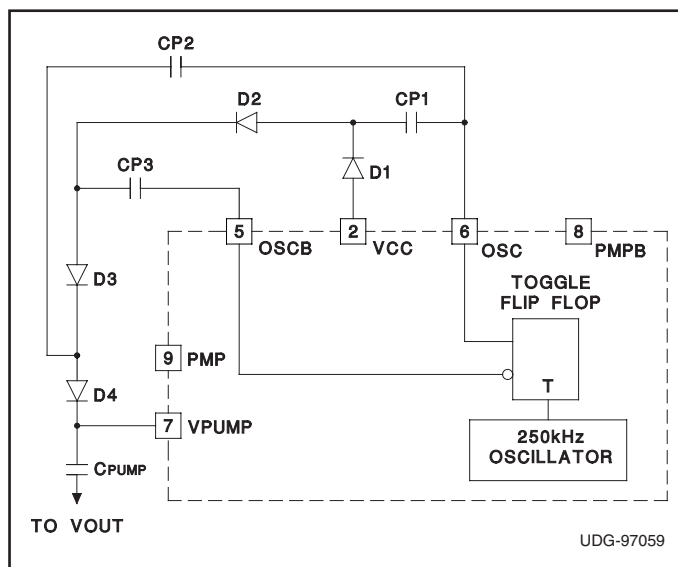 CP2
D2
CP1
CP3
D1
5
OSCB
2
VCC
6
OSC
8
PMPB
TOGGLE
FLIP FLOP
D3
9
PMP
T
D4
7
VPUMP
250kHz
OSCILLATOR
CPUMP
TO VOUT
UDG-97059